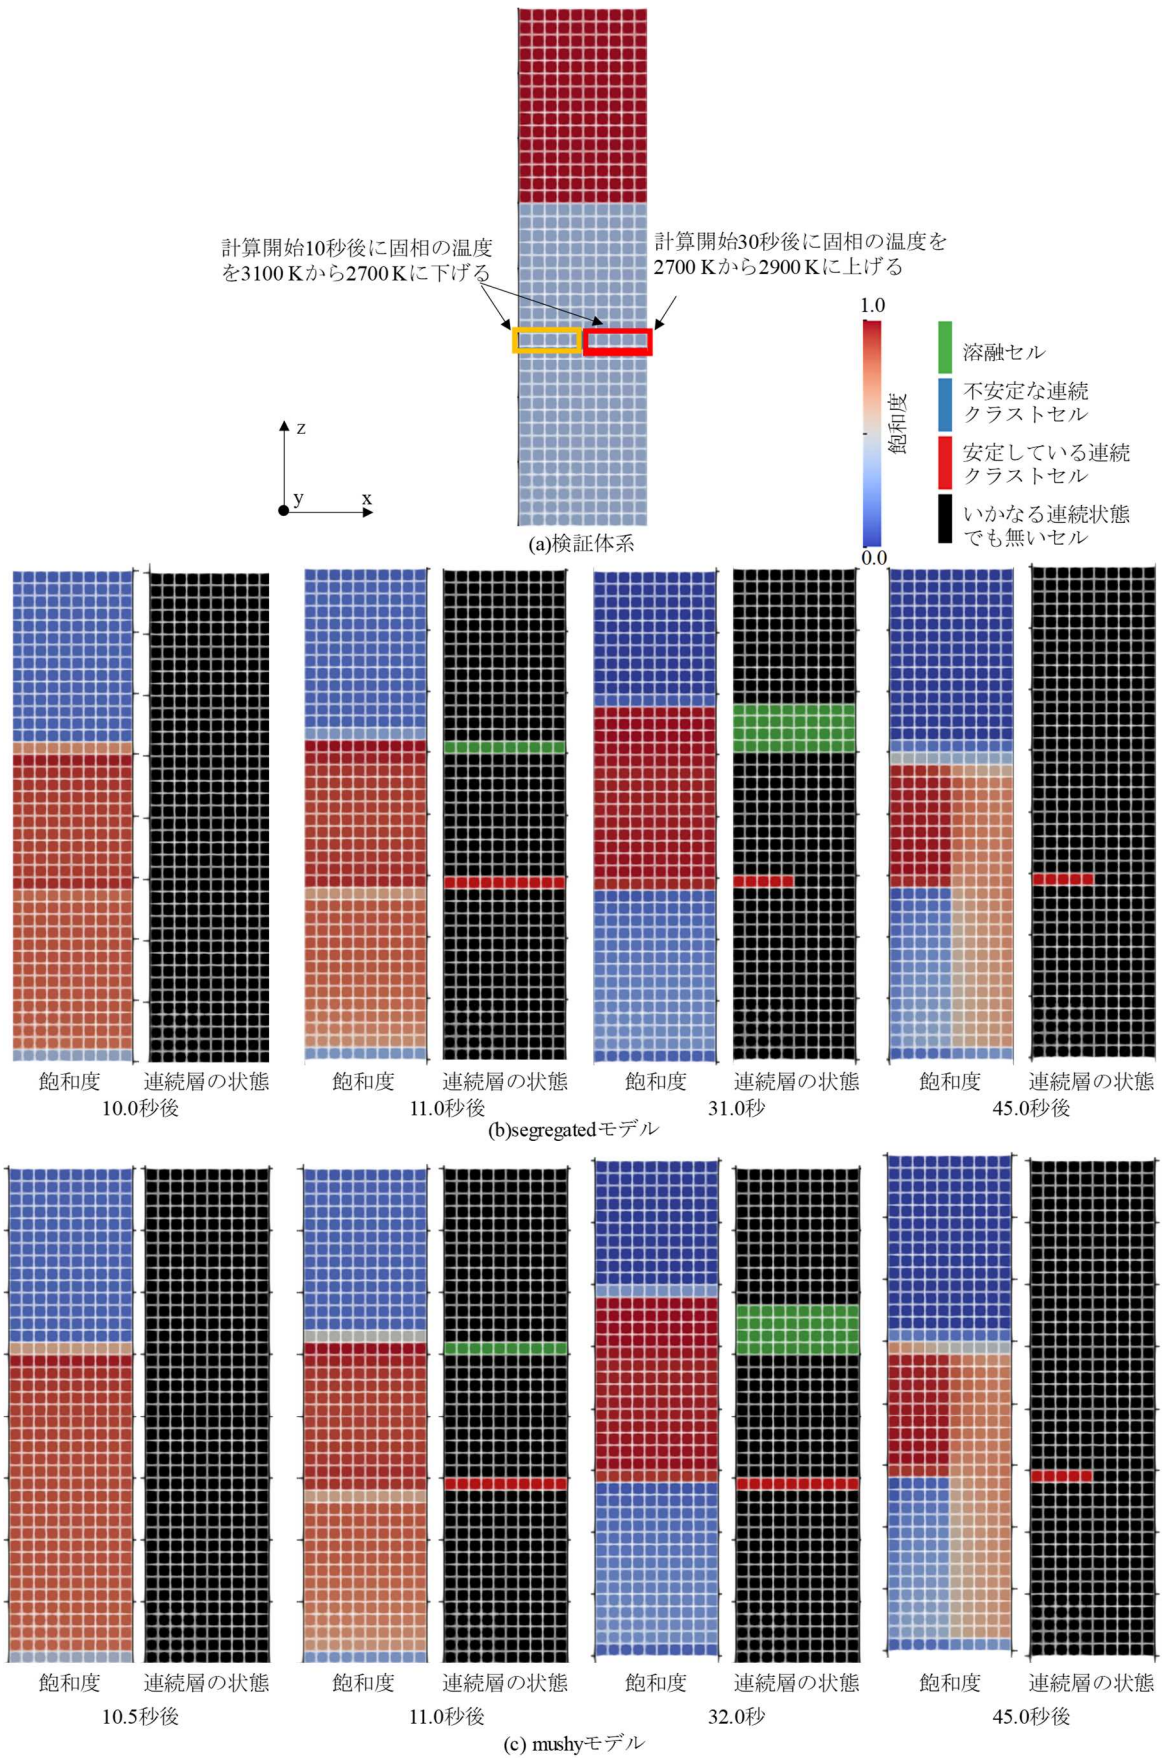 計算開始10秒後に固相の温度
を3100 Kから2700 Kに下げる
計算開始30秒後に固相の温度を
2700 Kから2900 Kに上げる
1.0
飽和度
0.0
溶融セル
不安定な連続
クラストセル
安定している連続
クラストセル
いかなる連続状態
でも無いセル
z
y
x
(a)検証体系
飽和度 連続層の状態 飽和度 連続層の状態 飽和度 連続層の状態 飽和度 連続層の状態
10.0秒後 11.0秒後 31.0秒 45.0秒後
(b)segregatedモデル
飽和度 連続層の状態 飽和度 連続層の状態 飽和度 連続層の状態 飽和度 連続層の状態
10.5秒後 11.0秒後 32.0秒 45.0秒後
(c) mushyモデル